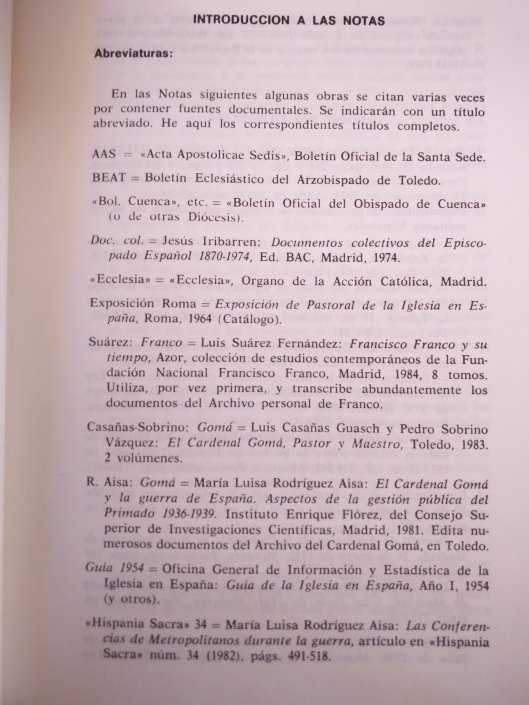 INTRODUCCION A LAS NOTAS
Abreviaturas:
En las Notas siguientes algunas obras se citan varias veces
por contener fuentes documentales. Se indicarán con un título
abreviado. He aquí los correspondientes títulos completos.
AAS = «Acta Apostolicae Sedis», Boletín Oficial de la Santa Sede.
BEAT = Boletín Eclesiástico del Arzobispado de Toledo.
«Bol. Cuenca», etc. = «Boletín Oficial del Obispado de Cuenca»
(o de otras Diócesis).
Doc. col. = Jesús Iribarren: Documentos colectivos del Episco-
pado Español 1870-1974, Ed. BAC, Madrid, 1974.
«Ecclesia» = «Ecclesia», Organo de la Acción Católica, Madrid.
Exposición Roma = Exposición de Pastoral de la Iglesia en Es-
paña, Roma, 1964 (Catálogo).
Suárez: Franco = Luis Suárez Fernández: Francisco Franco y su
tiempo, Azor, colección de estudios contemporáneos de la Fun-
dación Nacional Francisco Franco, Madrid, 1984, 8 tomos.
Utiliza, por vez primera, y transcribe abundantemente los
documentos del Archivo personal de Franco.
Casañas-Sobrino: Gomá = Luis Casañas Guasch y Pedro Sobrino
Vázquez: El Cardenal Gomá, Pastor y Maestro, Toledo, 1983.
2 volúmenes.
R. Aisa: Gomá = María Luisa Rodríguez Aisa: El Cardenal Gomá
y la guerra de España. Aspectos de la gestión pública del
Primado 1936-1939. Instituto Enrique Flórez, del Consejo Su-
perior de Investigaciones Científicas, Madrid, 1981. Edita nu-
merosos documentos del Archivo del Cardenal Gomá, en Toledo.
Guía 1954 = Oficina General de Información y Estadística de la
Iglesia en España: Guía de la Iglesia en España, Año I, 1954
(y otros).
«Hispania Sacra» 34 = María Luisa Rodríguez Aisa: Las Conferen-
cias de Metropolitanos durante la guerra, artículo en «Hispania
Sacra» núm. 34 (1982), págs. 491-518.